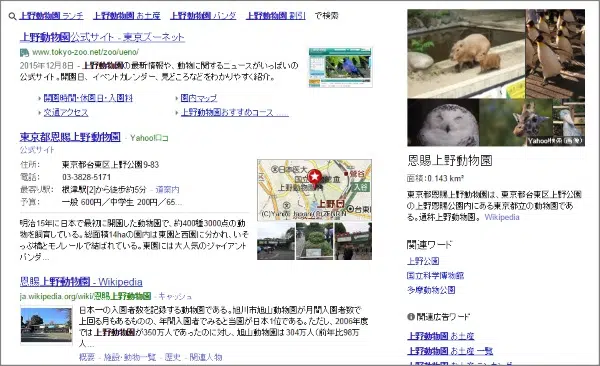 上野動物園 ランチ 上野動物園 お土産 上野動物園 パンダ 上野動物園 割引 で検索
上野動物園公式サイト - 東京ズーネット
www.tokyo-zoo.net/zoo/ueno/
2015年12月8日 - 上野動物園の最新情報や、動物に関するニュースがいっぱいの
公式サイト。開園日、イベントカレンダー、見どころなどをわかりやすく紹介。
開園時間・休園日・入園料
園内マップ
交通アクセス
上野動物園おすすめコース ......
東京都恩賜上野動物園 - Yahoo!ロコ
公式サイト
住所: 東京都台東区上野公園9-83
電話: 03-3828-5171
最寄り駅: 根津駅[2]から徒歩約5分 - 道案内
予算: 一般 600円/中学生 200円/65...
明治15年に日本で最初に開園した動物園で、約400種3000点の動
物を飼育している。総面積14haの園内は東園と西園に分かれ、いそ
っぷ橋とモノレールで結ばれている。東園には大人気のジャイアント
パンダ...
日本医大
国立
上野動物園
鶯谷
入谷
上野
台東
恩賜上野動物園 - Wikipedia
ja.wikipedia.org/wiki/恩賜上野動物園 - キャッシュ
日本一の入園者数を記録する動物園である。旭川市旭山動物園が月間入園者数で
上回る月もあるものの、年間入園者でみると当園が日本1位である。ただし、2006年度
では上野動物園が350万人であったのに対し、旭山動物園は 304万人(前年比98万
人...
概要 - 施設・動物一覧 - 歴史 - 関連人物
Yahoo!検索(画像)
恩賜上野動物園
面積:0.143 km²
東京都恩賜上野動物園は、東京都台東区上野公園
の上野恩賜公園内にある東京都立の動物園であ
る。通称上野動物園。 Wikipedia
関連ワード
上野公園
国立科学博物館
多摩動物公園
関連広告ワード
上野動物園 お土産
上野動物園 お土産 一覧